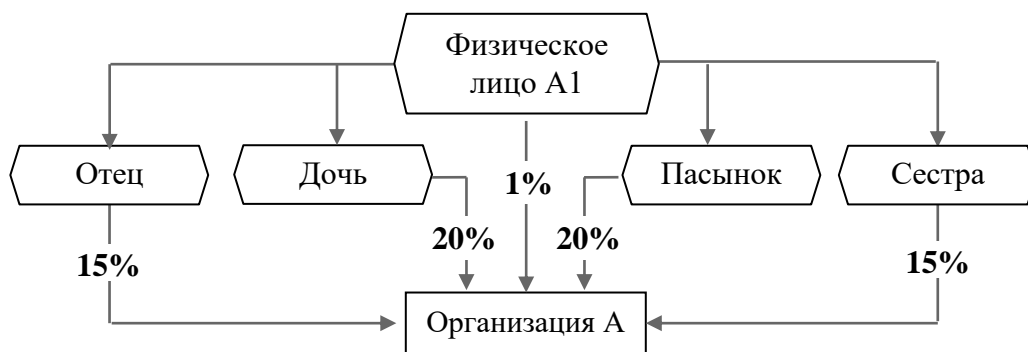 Физическое
лицо А1
Отец
Дочь
1%
Пасынок
Сестра
15%
20%
20%
15%
Организация А